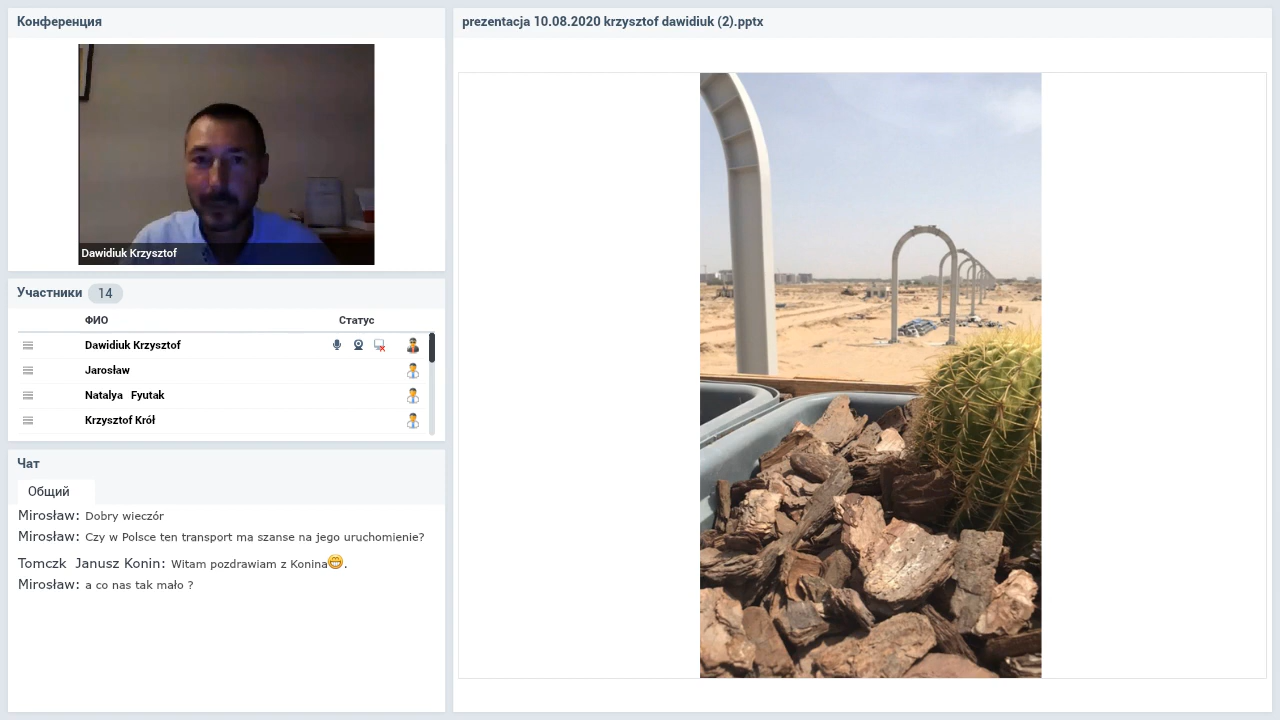 Конференция
Dawidiuk Krzysztof
Участники 14
ФИО Статус
Dawidiuk Krzysztof
Jarosław
Natalya Fyutak
Krzysztof Król
Чат
Общий
Mirosław: Dobry wieczór
Mirosław: Czy w Polsce ten transport ma szanse na jego uruchomienie?
Tomczk Janusz Konin: Witam pozdrawiam z Konina😁.
Mirosław: a co nas tak mało ?
prezentacja 10.08.2020 krzysztof dawidiuk (2).pptx